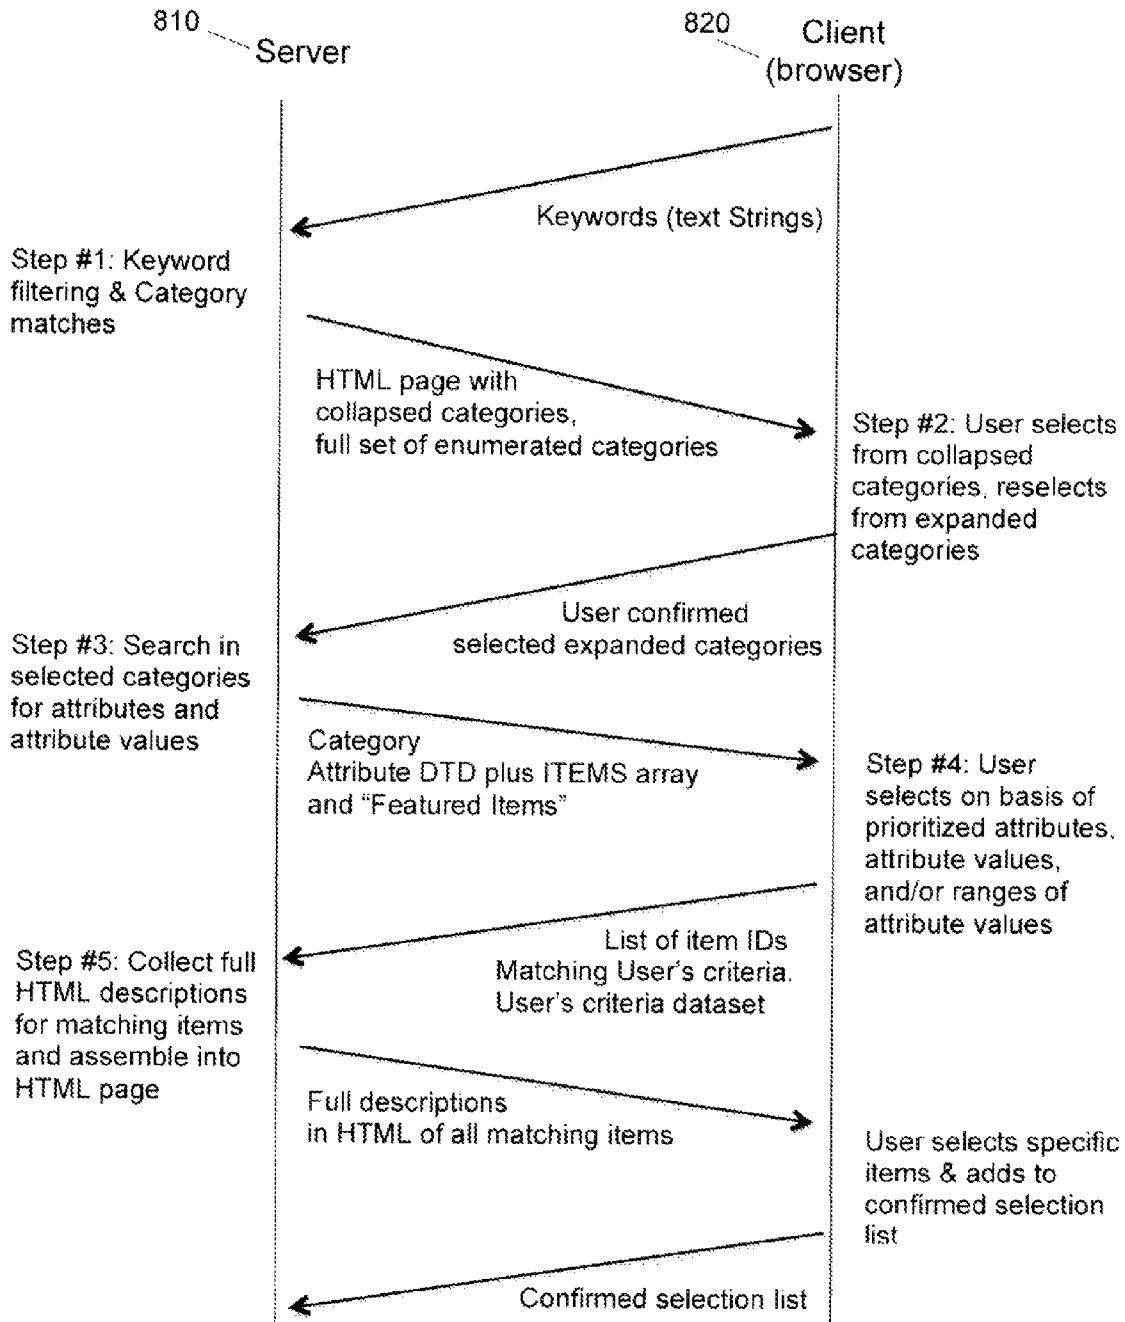 810
Server
820
Client
(browser)
Keywords (text Strings)
Step #1: Keyword
filtering & Category
matches
HTML page with
collapsed categories,
full set of enumerated categories
Step #2: User selects
from collapsed
categories, reselects
from expanded
categories
User confirmed
selected expanded categories
Step #3: Search in
selected categories
for attributes and
attribute values
Category
Attribute DTD plus ITEMS array
and “Featured Items”
Step #4: User
selects on basis of
prioritized attributes,
attribute values,
and/or ranges of
attribute values
List of item IDs
Matching User's criteria.
User's criteria dataset
Step #5: Collect full
HTML descriptions
for matching items
and assemble into
HTML page
Full descriptions
in HTML of all matching items
User selects specific
items & adds to
confirmed selection
list
Confirmed selection list